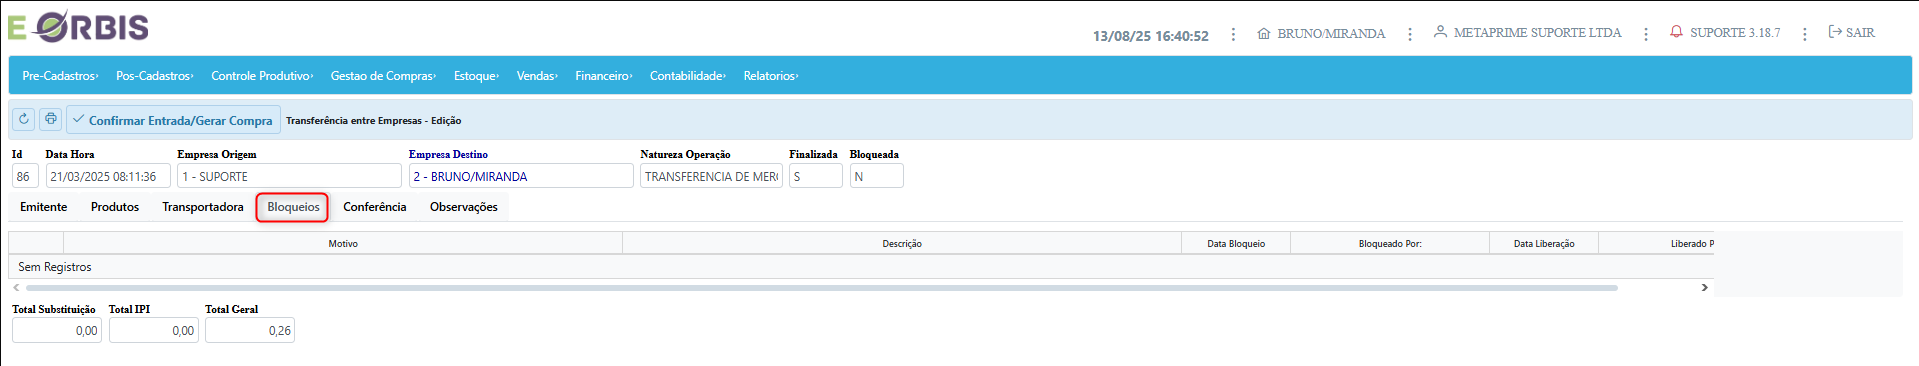 E ORBIS
13/08/25 16:40:52 BRUNO/MIRANDA METAPRIME SUPORTE LTDA SUPORTE 3.18.7 SAIR
Pre-Cadastros Pos-Cadastros Controle Produtivo Gestao de Compras Estoque Vendas Financeiro Contabilidade Relatorios
Confirmar Entrada/Gerar Compra Transferência entre Empresas - Edição
Id Data Hora Empresa Origem Empresa Destino Natureza Operação Finalizada Bloqueada
86 21/03/2025 08:11:36 1 - SUPORTE 2 - BRUNO/MIRANDA TRANSFERENCIA DE MER S N
Emitente Produtos Transportadora Bloqueios Conferência Observações
Motivo Descrição Data Bloqueio Bloqueado Por: Data Liberação Liberado P
Sem Registros
Total Substituição Total IPI Total Geral
0,00 0,00 0,26